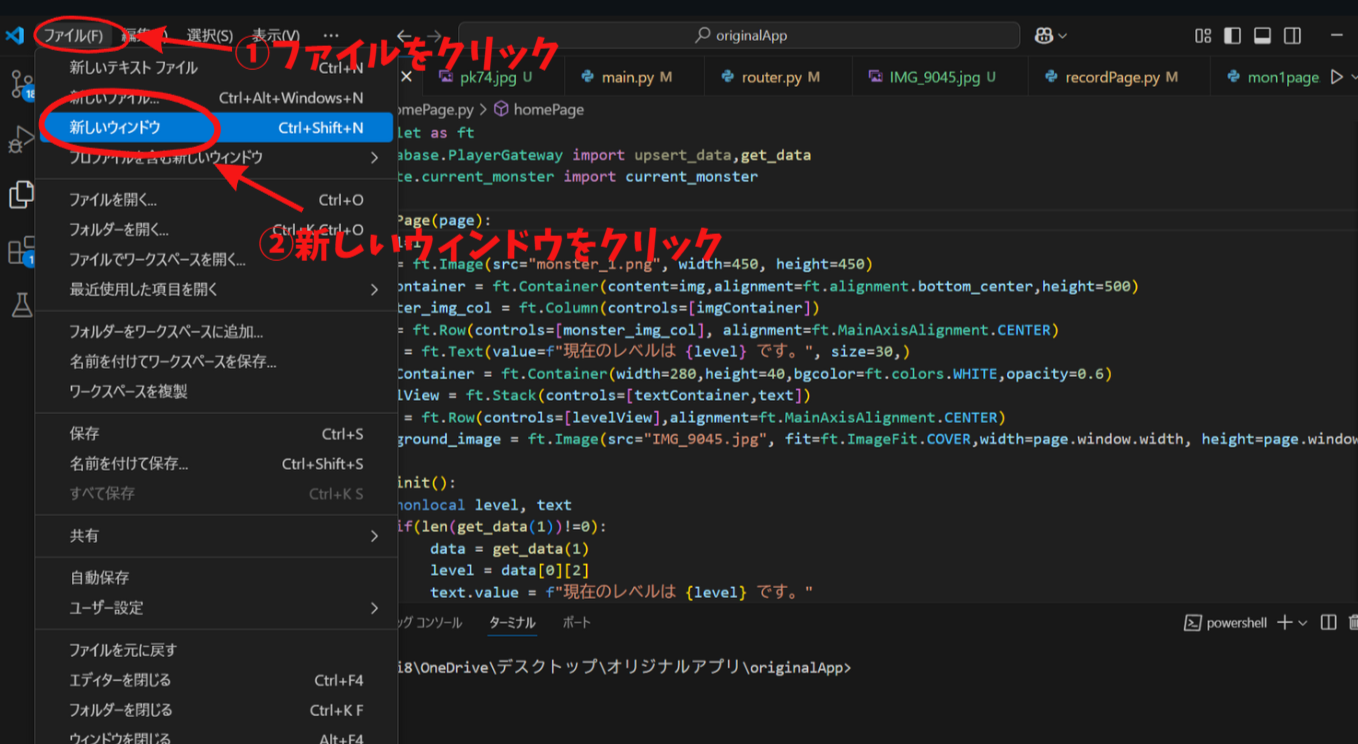 ファイル(F) 選択(S) 表示(V) … originalApp
①ファイルをクリック
新しいテキスト ファイル Ctrl+N
新しいファイル... Ctrl+Alt+Windows+N
新しいウィンドウ Ctrl+Shift+N
プロファイルを含む新しいウィンドウ
②新しいウィンドウをクリック
ファイルを開く... Ctrl+O
フォルダーを開く... Ctrl+K Ctrl+O
ファイルでワークスペースを開く...
最近使用した項目を開く
フォルダーをワークスペースに追加...
名前を付けてワークスペースを保存...
ワークスペースを複製
保存 Ctrl+S
名前を付けて保存... Ctrl+Shift+S
すべて保存 Ctrl+K S
共有
自動保存
ユーザー設定
ファイルを元に戻す
エディターを閉じる Ctrl+F4
フォルダーを閉じる Ctrl+K F
ウィンドウを閉じる Alt+F4
pk74.jpg U main.py M router.py M IMG_9045.jpg U recordPage.py M mon1page
omePage.py > homePage
let as ft
abase.PlayerGateway import upsert_data,get_data
te.current_monster import current_monster
Page(page):
= ft.Image(src="monster_1.png", width=450, height=450)
ontainer = ft.Container(content=img,alignment=ft.alignment.bottom_center,height=500)
ter_img_col = ft.Column(controls=[imgContainer])
= ft.Row(controls=[monster_img_col], alignment=ft.MainAxisAlignment.CENTER)
= ft.Text(value=f"現在のレベルは {level} です。", size=30,)
Container = ft.Container(width=280,height=40,bgcolor=ft.colors.WHITE,opacity=0.6)
lView = ft.Stack(controls=[textContainer,text])
= ft.Row(controls=[levelView],alignment=ft.MainAxisAlignment.CENTER)
ground_image = ft.Image(src="IMG_9045.jpg", fit=ft.ImageFit.COVER,width=page.window.width, height=page.window
init():
nonlocal level, text
if(len(get_data(1))!=0):
data = get_data(1)
level = data[0][2]
text.value = f"現在のレベルは {level} です。"
グ コンソール ターミナル ポート powershell
i8\OneDrive\デスクトップ\オリジナルアプリ\originalApp>